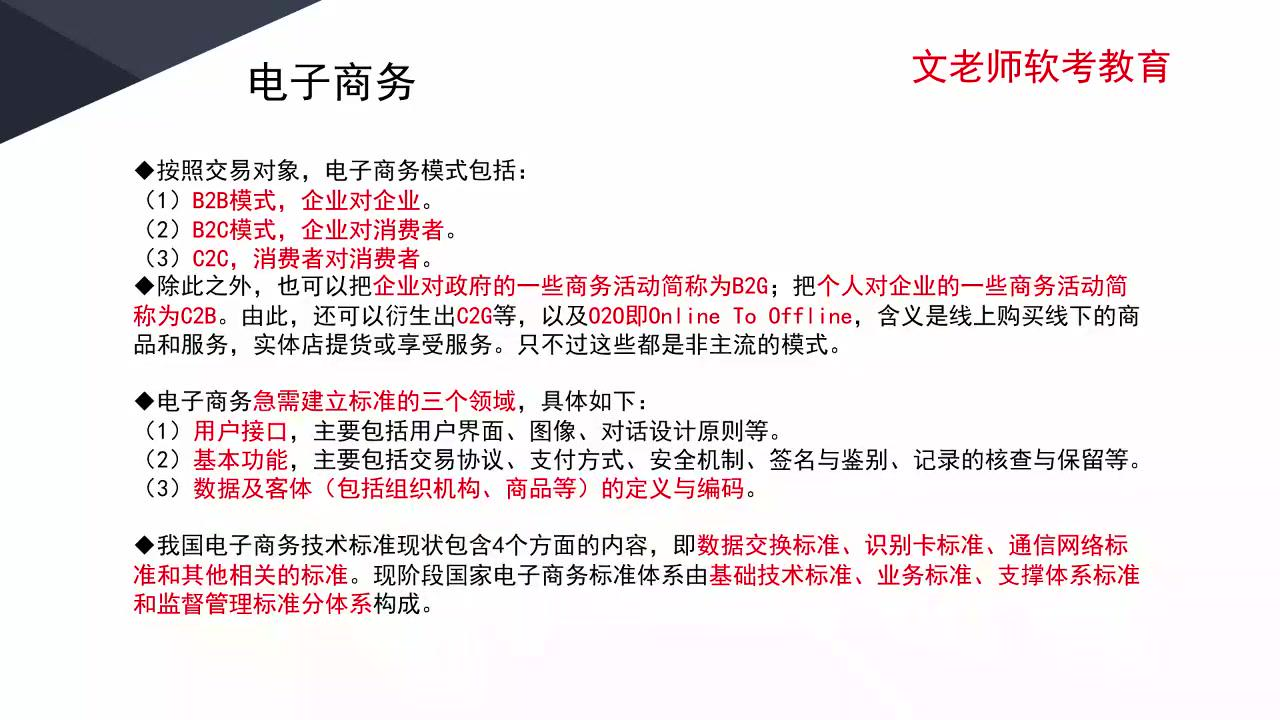 电子商务
文老师软考教育
◆按照交易对象，电子商务模式包括：
（1）B2B模式，企业对企业。
（2）B2C模式，企业对消费者。
（3）C2C，消费者对消费者。
◆除此之外，也可以把企业对政府的一些商务活动简称为B2G；把个人对企业的一些商务活动简
称为C2B。由此，还可以衍生出C2G等，以及O2O即Online To Offline，含义是线上购买线下的商
品和服务，实体店提货或享受服务。只不过这些都是非主流的模式。
◆电子商务急需建立标准的三个领域，具体如下：
（1）用户接口，主要包括用户界面、图像、对话设计原则等。
（2）基本功能，主要包括交易协议、支付方式、安全机制、签名与鉴别、记录的核查与保留等。
（3）数据及客体（包括组织机构、商品等）的定义与编码。
◆我国电子商务技术标准现状包含4个方面的内容，即数据交换标准、识别卡标准、通信网络标
准和其他相关的标准。现阶段国家电子商务标准体系由基础技术标准、业务标准、支撑体系标准
和监督管理标准分体系构成。